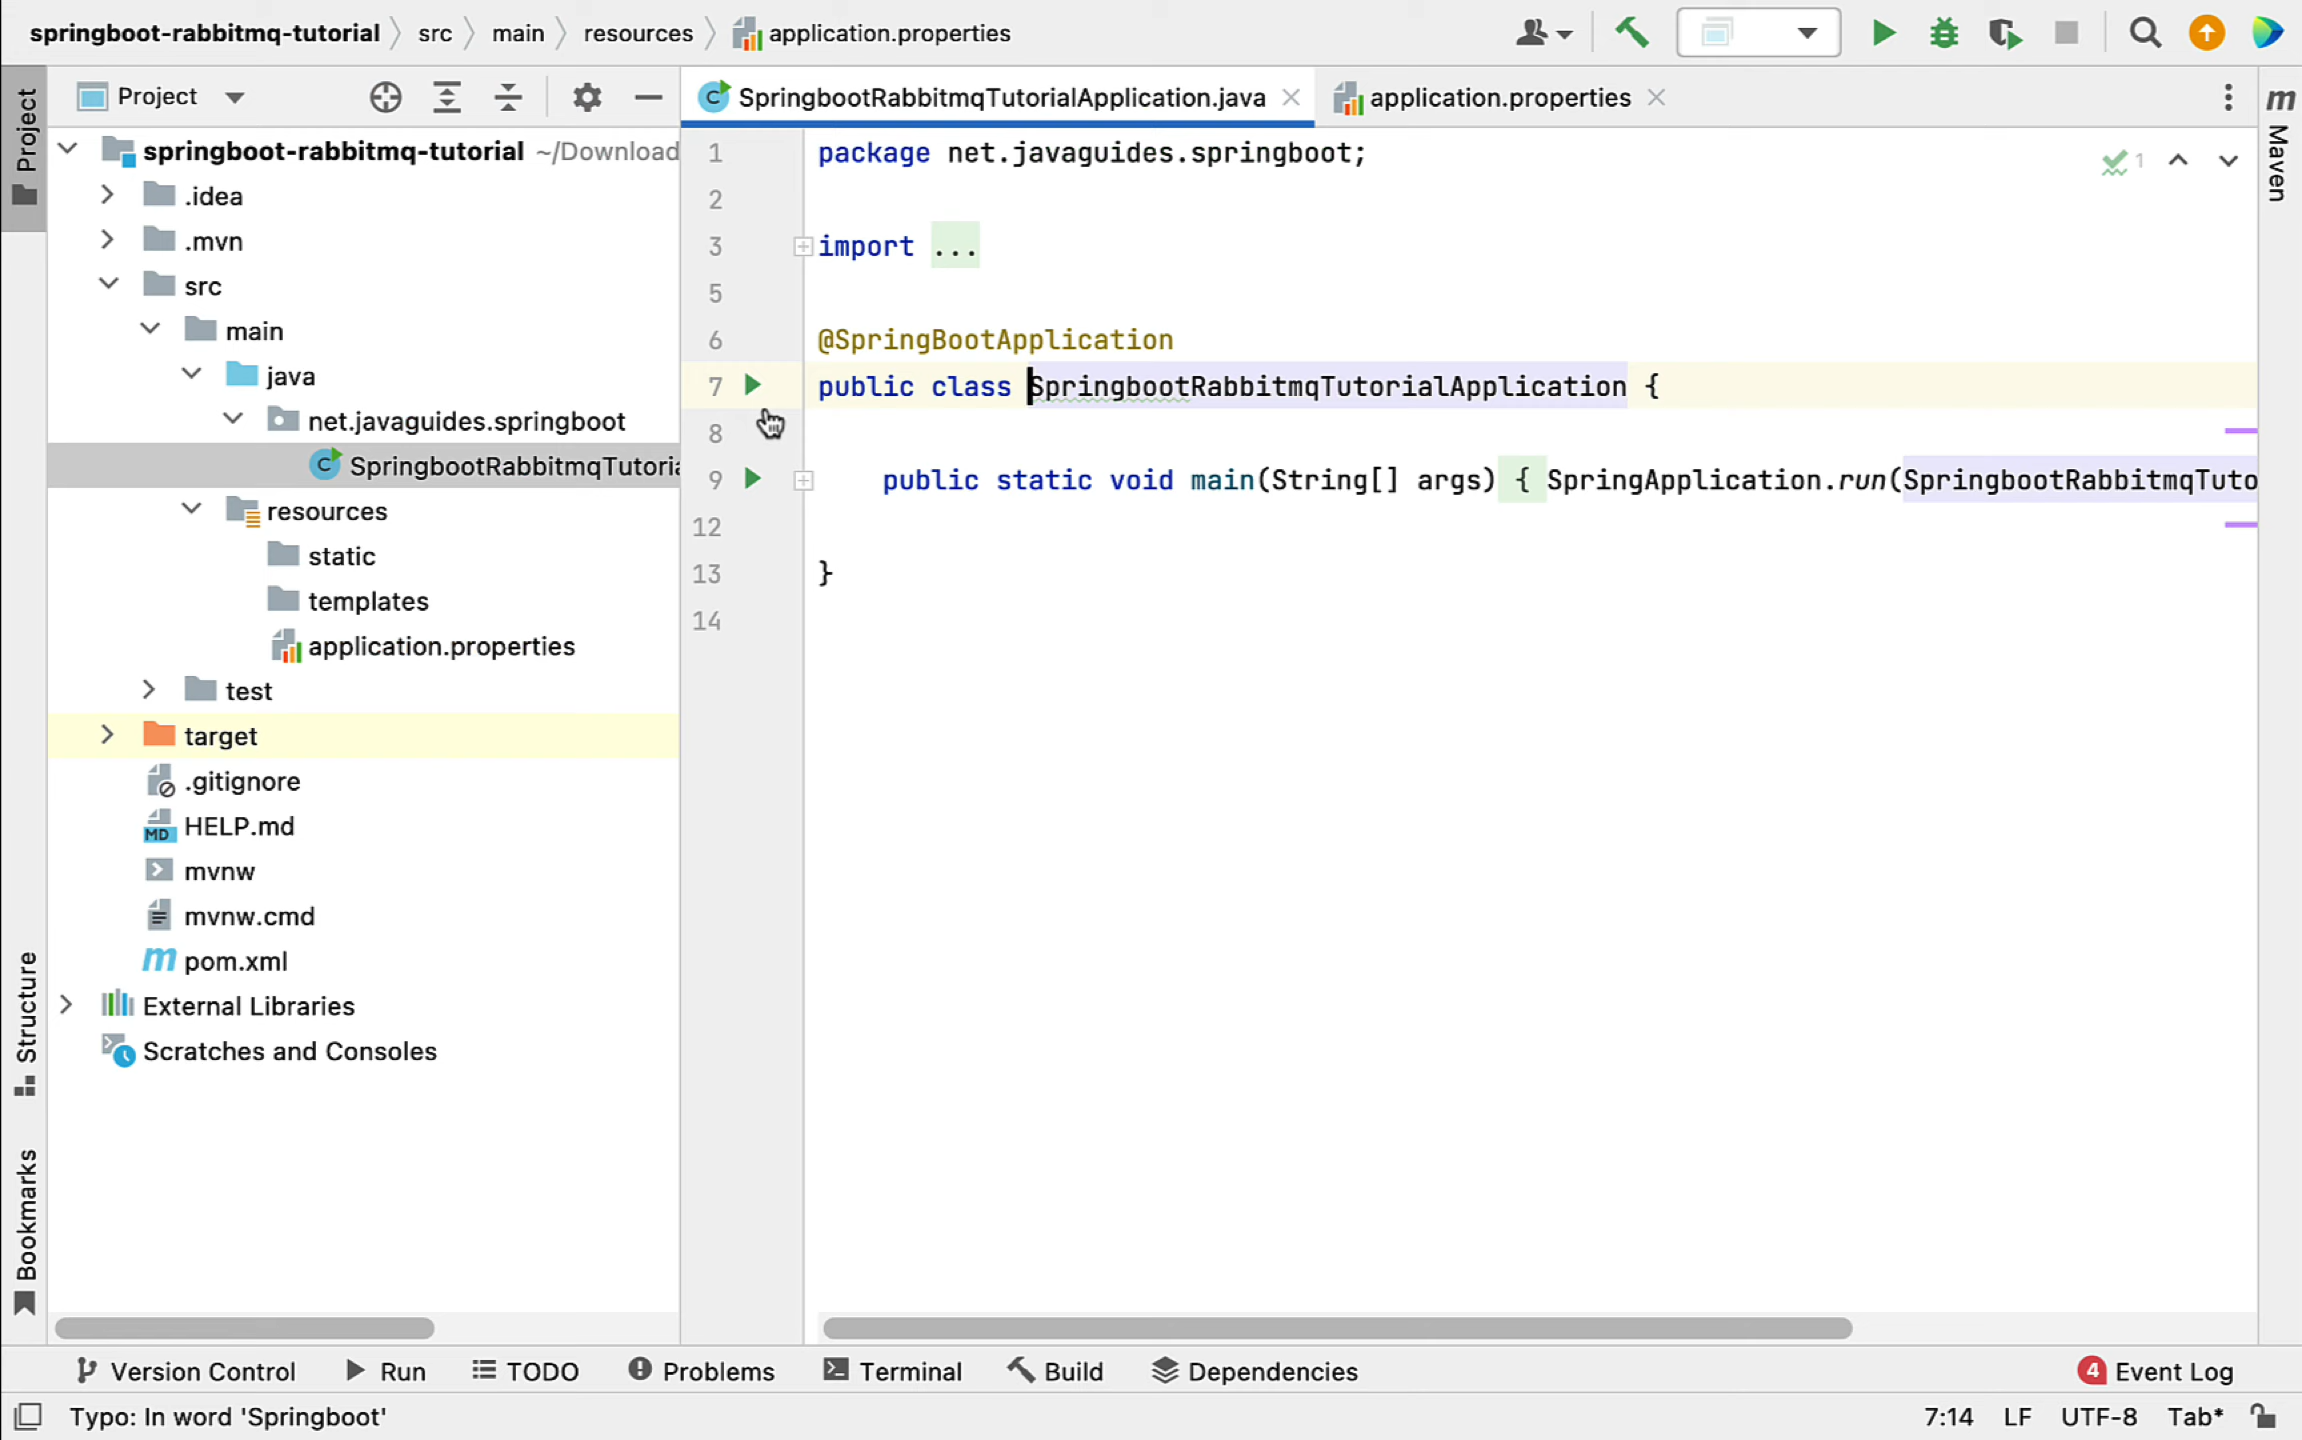 springboot-rabbitmq-tutorial src main resources application.properties
Project
SpringbootRabbitmqTutorialApplication.java application.properties
Project
Maven
Structure
Bookmarks
springboot-rabbitmq-tutorial ~/Download
.idea
.mvn
src
main
java
net.javaguides.springboot
SpringbootRabbitmqTutoria
resources
static
templates
application.properties
test
target
.gitignore
MD HELP.md
mvnw
mvnw.cmd
m pom.xml
External Libraries
Scratches and Consoles
1 package net.javaguides.springboot;
2
3 import ...
5
6 @SpringBootApplication
7 public class SpringbootRabbitmqTutorialApplication {
8
9 public static void main(String[] args) { SpringApplication.run(SpringbootRabbitmqTuto
12
13 }
14
1
Version Control Run TODO Problems Terminal Build Dependencies 4 Event Log
Typo: In word 'Springboot' 7:14 LF UTF-8 Tab*